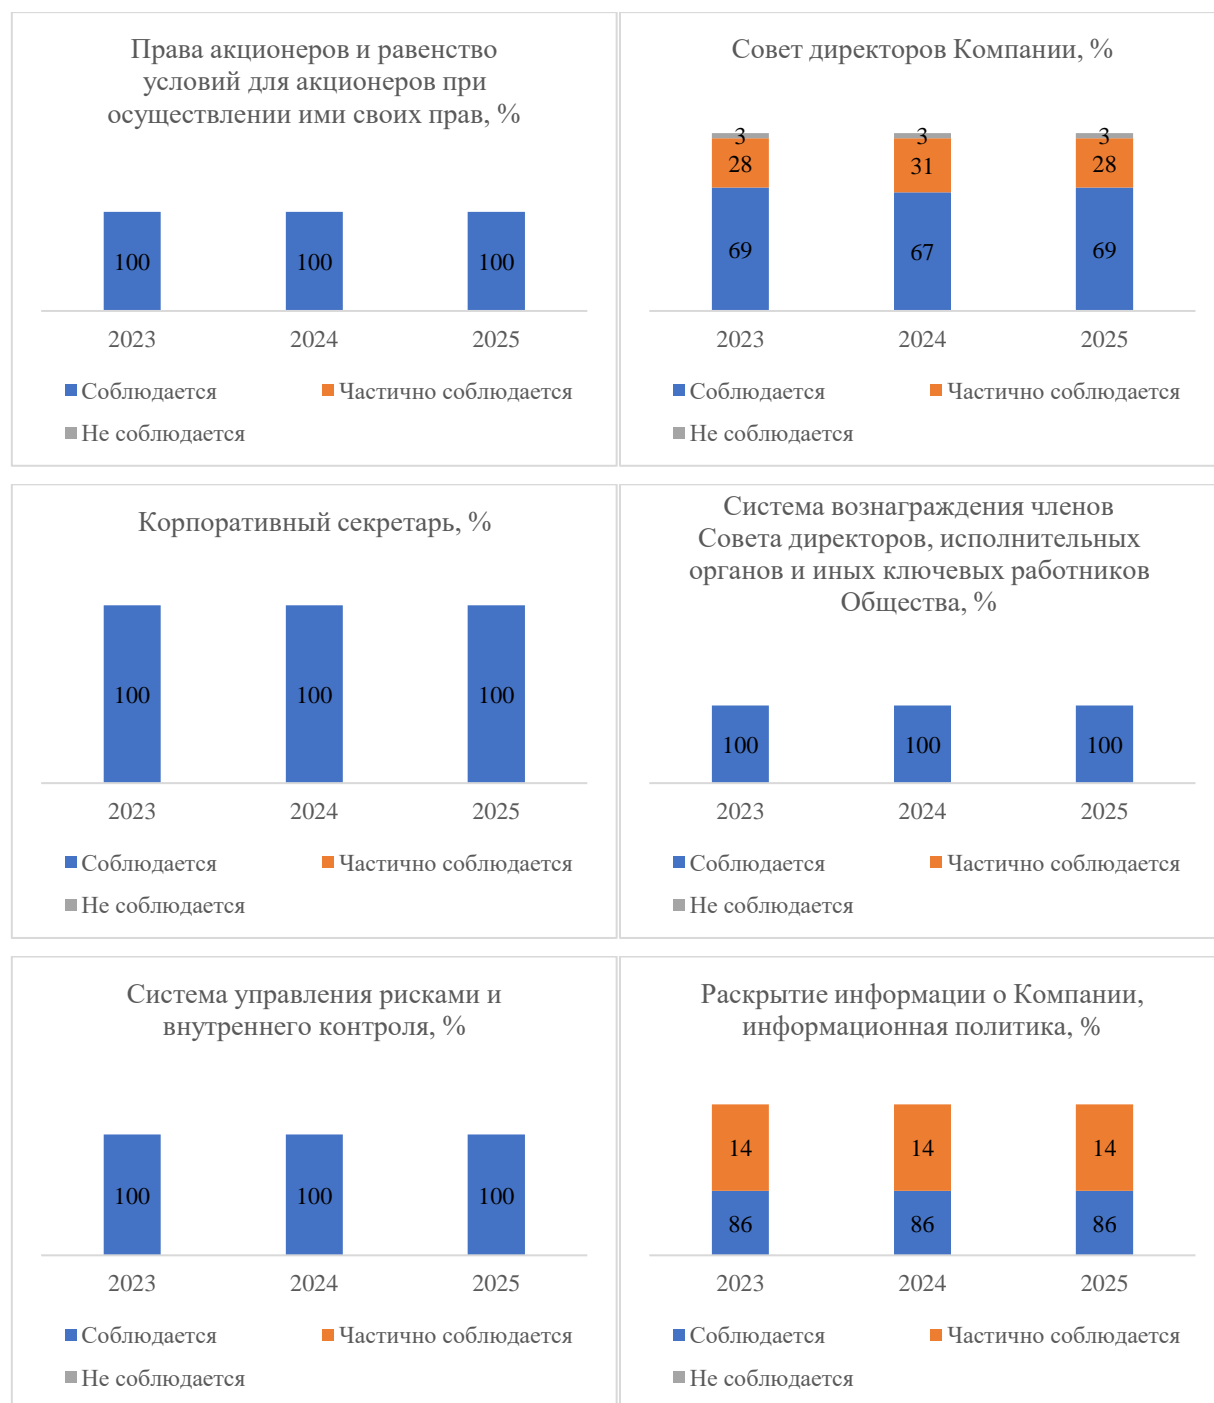 Права акционеров и равенство
условий для акционеров при
осуществлении ими своих прав, %
100
100
100
2023
2024
2025
Соблюдается
Частично соблюдается
Не соблюдается
Совет директоров Компании, %
3
3
3
28
31
28
69
67
69
2023
2024
2025
Соблюдается
Частично соблюдается
Не соблюдается
Корпоративный секретарь, %
100
100
100
2023
2024
2025
Соблюдается
Частично соблюдается
Не соблюдается
Система вознаграждения членов
Совета директоров, исполнительных
органов и иных ключевых работников
Общества, %
100
100
100
2023
2024
2025
Соблюдается
Частично соблюдается
Не соблюдается
Система управления рисками и
внутреннего контроля, %
100
100
100
2023
2024
2025
Соблюдается
Частично соблюдается
Не соблюдается
Раскрытие информации о Компании,
информационная политика, %
14
14
14
86
86
86
2023
2024
2025
Соблюдается
Частично соблюдается
Не соблюдается